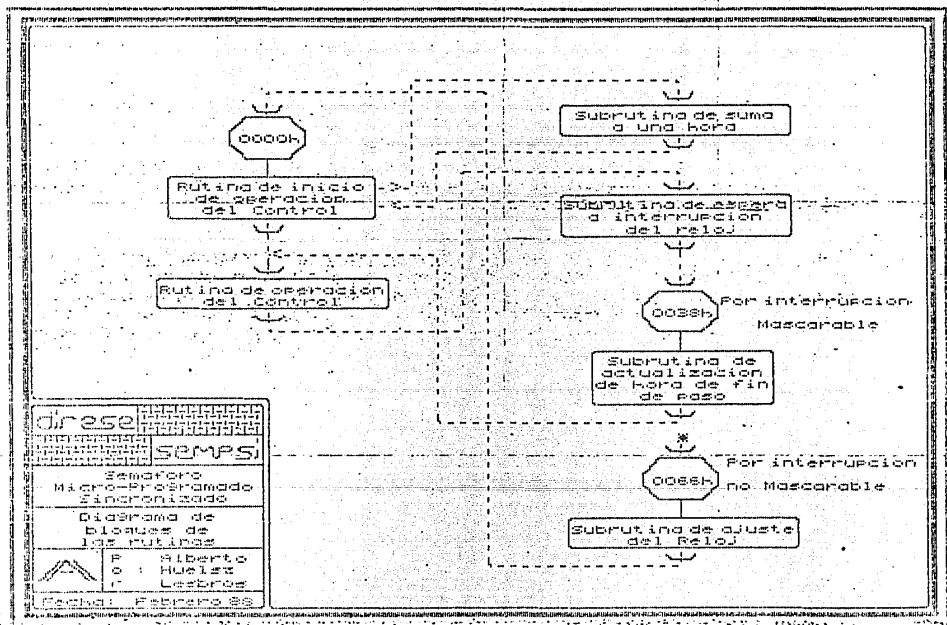 0000h
Rutina de inicio
de operacion
del Control
Rutina de operacion
del Control
Subrutina de suma
a una hora
Subrutina de espera
a interrupcion
del reloj
0038h
Por interrupcion
Mascarable
Subrutina de
actualizacion
de hora de fin
de paso
*
0066h
Por interrupcion
no Mascarable
Subrutina de ajuste
del Reloj
direse
SEMPSI
Semaforo
Micro-Programado
Sincronizado
Diagrama de
bloques de
las rutinas
Por : Alberto
Huelsz
Lesbros
Fecha: Febrero 88